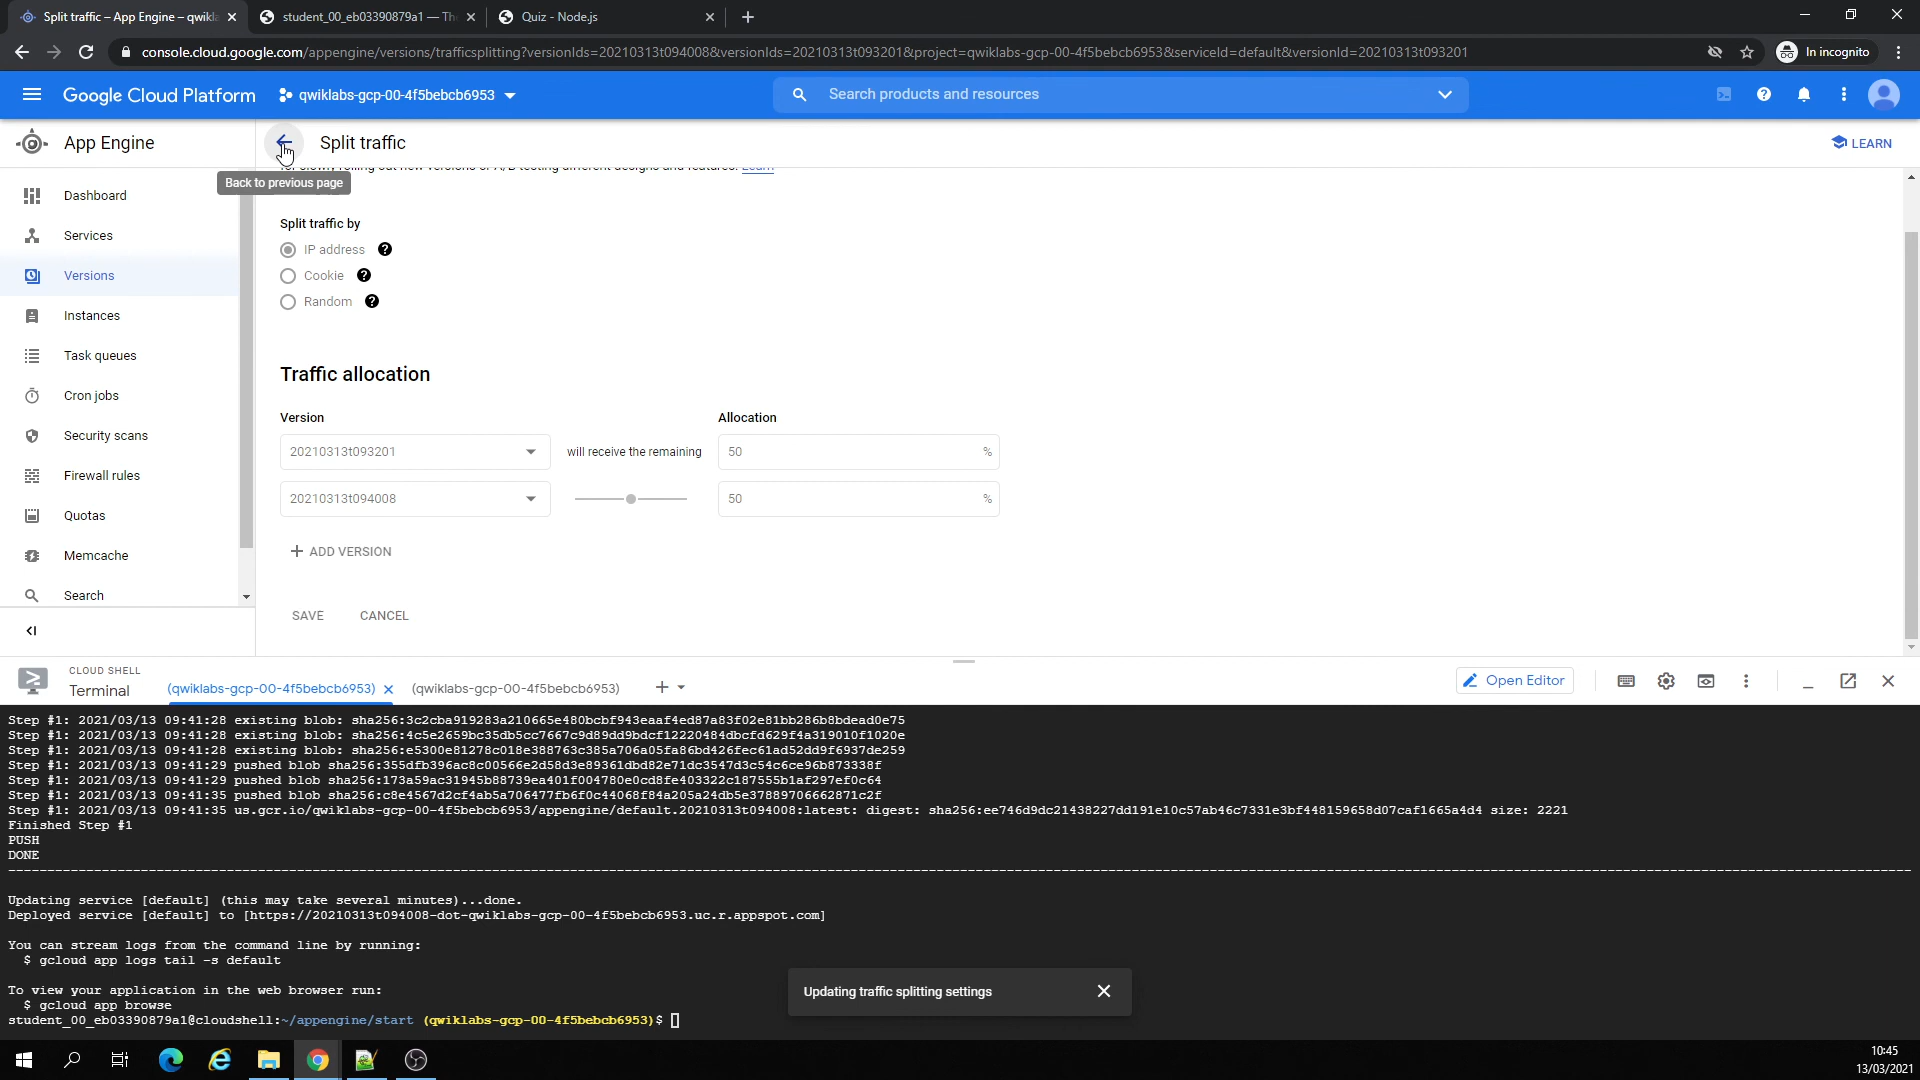 Split traffic – App Engine – qwikla
student_00_eb03390879a1 — Th
Quiz - Node.js
console.cloud.google.com/appengine/versions/trafficsplitting?versionIds=20210313t094008&versionIds=20210313t093201&project=qwiklabs-gcp-00-4f5bebcb6953&serviceId=default&versionId=20210313t093201
In incognito
Google Cloud Platform
qwiklabs-gcp-00-4f5bebcb6953
Search products and resources
App Engine
Split traffic
LEARN
Back to previous page
for slowly rolling out new versions or A/B testing different designs and features. Learn
Dashboard
Services
Versions
Instances
Task queues
Cron jobs
Security scans
Firewall rules
Quotas
Memcache
Search
Split traffic by
IP address
Cookie
Random
Traffic allocation
Version
Allocation
20210313t093201
will receive the remaining
50
%
20210313t094008
50
%
ADD VERSION
SAVE
CANCEL
CLOUD SHELL
Terminal
(qwiklabs-gcp-00-4f5bebcb6953)
(qwiklabs-gcp-00-4f5bebcb6953)
Open Editor
Step #1: 2021/03/13 09:41:28 existing blob: sha256:3c2cba919283a210665e480bcbf943eaaf4ed87a83f02e81bb286b8bdead0e75
Step #1: 2021/03/13 09:41:28 existing blob: sha256:4c5e2659bc35db5cc7667c9d89dd9bdcf12220484dbcfd629f4a319010f1020e
Step #1: 2021/03/13 09:41:28 existing blob: sha256:e5300e81278c018e388763c385a706a05fa86bd426fec61ad52dd9f6937de259
Step #1: 2021/03/13 09:41:29 pushed blob sha256:355dfb396ac8c00566e2d58d3e89361dbd82e71dc3547d3c54c6ce96b873338f
Step #1: 2021/03/13 09:41:29 pushed blob sha256:173a59ac31945b88739ea401f004780e0cd8fe403322c187555b1af297ef0c64
Step #1: 2021/03/13 09:41:35 pushed blob sha256:c8e4567d2cf4ab5a706477fb6f0c44068f84a205a24db5e37889706662871c2f
Step #1: 2021/03/13 09:41:35 us.gcr.io/qwiklabs-gcp-00-4f5bebcb6953/appengine/default.20210313t094008:latest: digest: sha256:ee746d9dc21438227dd191e10c57ab46c7331e3bf448159658d07caf1665a4d4 size: 2221
Finished Step #1
PUSH
DONE
Updating service [default] (this may take several minutes)...done.
Deployed service [default] to [https://20210313t094008-dot-qwiklabs-gcp-00-4f5bebcb6953.uc.r.appspot.com]
You can stream logs from the command line by running:
$ gcloud app logs tail -s default
To view your application in the web browser run:
$ gcloud app browse
student_00_eb03390879a1@cloudshell:~/appengine/start (qwiklabs-gcp-00-4f5bebcb6953)$
Updating traffic splitting settings
10:45
13/03/2021